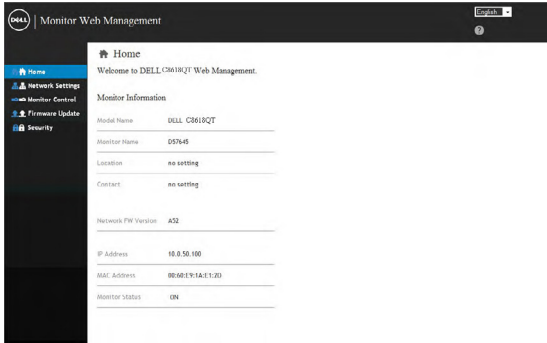 DELL Monitor Web Management
English
?
Home
Network Settings
Monitor Control
Firmware Update
Security
Home
Welcome to DELL C8618QT Web Management.
Monitor Information
Model Name DELL C8618QT
Monitor Name D57645
Location no setting
Contact no setting
Network FW Version A52
IP Address 10.0.50.100
MAC Address 00:60:E9:1A:E1:7D
Monitor Status ON